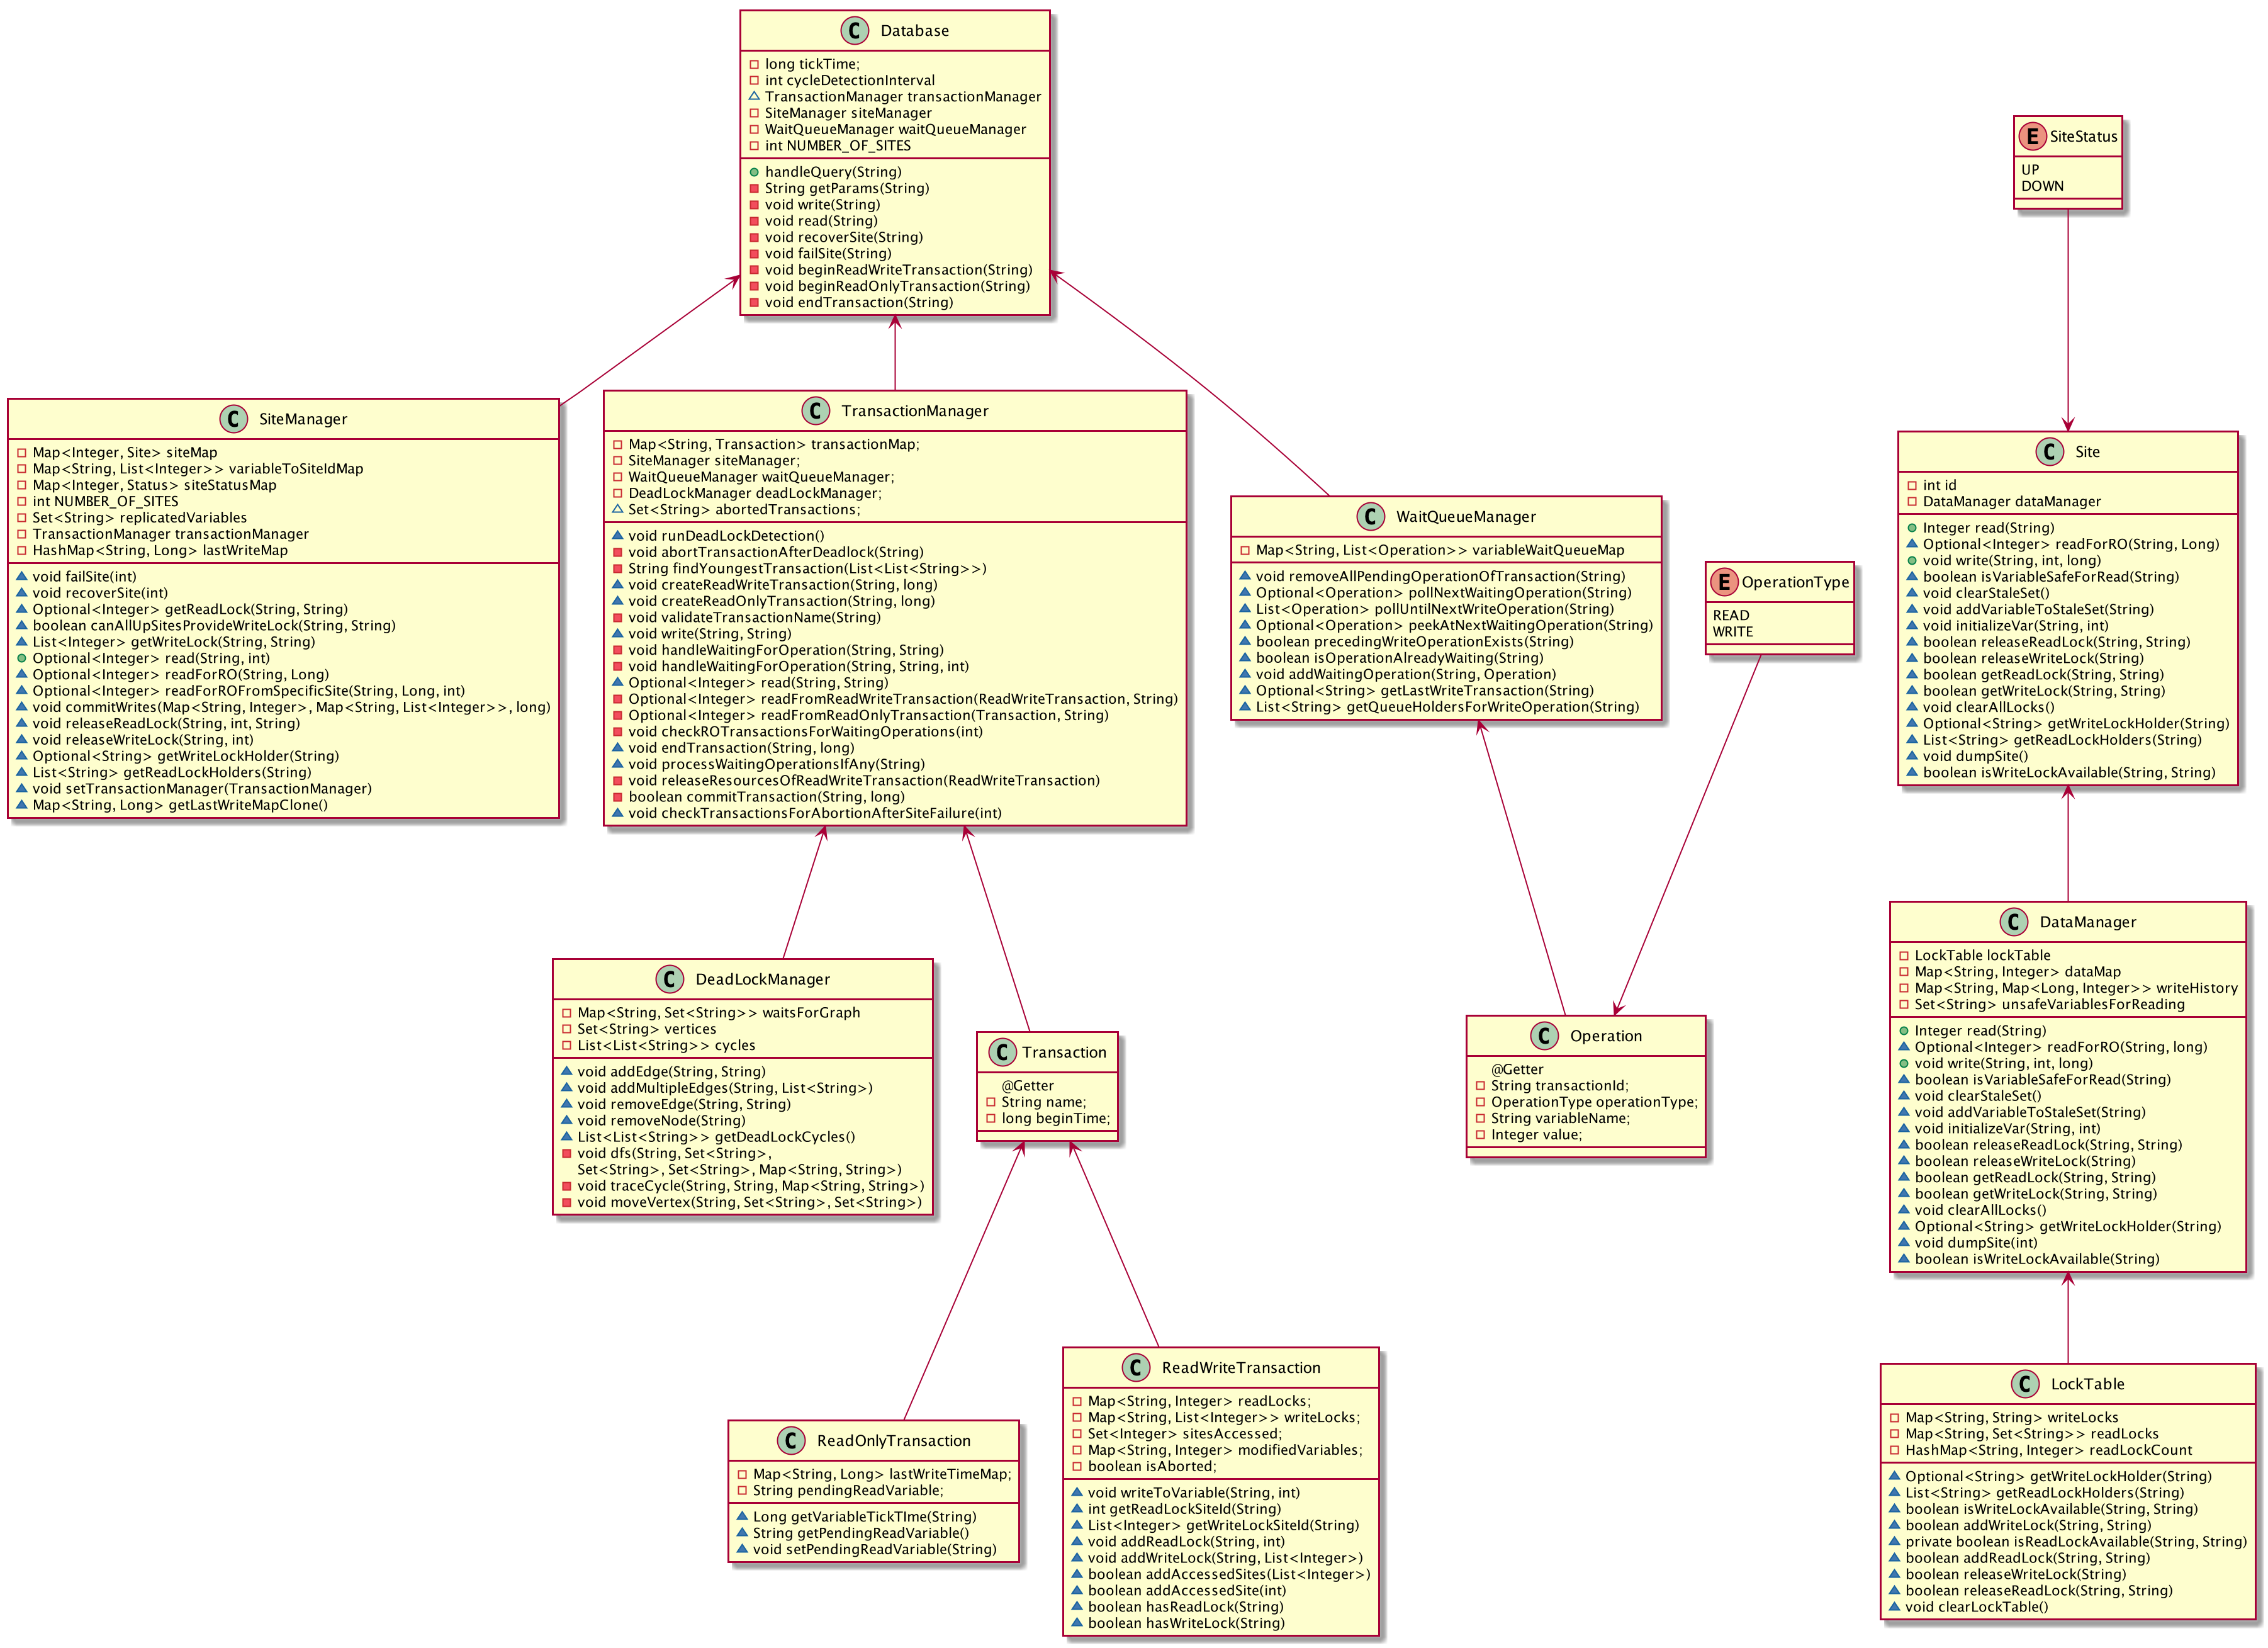 C Database
long tickTime;
int cycleDetectionInterval
TransactionManager transactionManager
SiteManager siteManager
WaitQueueManager waitQueueManager
int NUMBER_OF_SITES
handleQuery(String)
String getParams(String)
void write(String)
void read(String)
void recoverSite(String)
void failSite(String)
void beginReadWriteTransaction(String)
void beginReadOnlyTransaction(String)
void endTransaction(String)
E SiteStatus
UP
DOWN
C SiteManager
Map<Integer, Site> siteMap
Map<String, List<Integer>> variableToSiteIdMap
Map<Integer, Status> siteStatusMap
int NUMBER_OF_SITES
Set<String> replicatedVariables
TransactionManager transactionManager
HashMap<String, Long> lastWriteMap
void failSite(int)
void recoverSite(int)
Optional<Integer> getReadLock(String, String)
boolean canAllUpSitesProvideWriteLock(String, String)
List<Integer> getWriteLock(String, String)
Optional<Integer> read(String, int)
Optional<Integer> readForRO(String, Long)
Optional<Integer> readForROFromSpecificSite(String, Long, int)
void commitWrites(Map<String, Integer>, Map<String, List<Integer>>, long)
void releaseReadLock(String, int, String)
void releaseWriteLock(String, int)
Optional<String> getWriteLockHolder(String)
List<String> getReadLockHolders(String)
void setTransactionManager(TransactionManager)
Map<String, Long> getLastWriteMapClone()
C TransactionManager
Map<String, Transaction> transactionMap;
SiteManager siteManager;
WaitQueueManager waitQueueManager;
DeadLockManager deadLockManager;
Set<String> abortedTransactions;
void runDeadLockDetection()
void abortTransactionAfterDeadlock(String)
String findYoungestTransaction(List<List<String>>)
void createReadWriteTransaction(String, long)
void createReadOnlyTransaction(String, long)
void validateTransactionName(String)
void write(String, String)
void handleWaitingForOperation(String, String)
void handleWaitingForOperation(String, String, int)
Optional<Integer> read(String, String)
Optional<Integer> readFromReadWriteTransaction(ReadWriteTransaction, String)
Optional<Integer> readFromReadOnlyTransaction(Transaction, String)
void checkROTransactionsForWaitingOperations(int)
void endTransaction(String, long)
void processWaitingOperationsIfAny(String)
void releaseResourcesOfReadWriteTransaction(ReadWriteTransaction)
boolean commitTransaction(String, long)
void checkTransactionsForAbortionAfterSiteFailure(int)
C WaitQueueManager
Map<String, List<Operation>> variableWaitQueueMap
void removeAllPendingOperationOfTransaction(String)
Optional<Operation> pollNextWaitingOperation(String)
List<Operation> pollUntilNextWriteOperation(String)
Optional<Operation> peekAtNextWaitingOperation(String)
boolean precedingWriteOperationExists(String)
boolean isOperationAlreadyWaiting(String)
void addWaitingOperation(String, Operation)
Optional<String> getLastWriteTransaction(String)
List<String> getQueueHoldersForWriteOperation(String)
E OperationType
READ
WRITE
C Site
int id
DataManager dataManager
Integer read(String)
Optional<Integer> readForRO(String, Long)
void write(String, int, long)
boolean isVariableSafeForRead(String)
void clearStaleSet()
void addVariableToStaleSet(String)
void initializeVar(String, int)
boolean releaseReadLock(String, String)
boolean releaseWriteLock(String)
boolean getReadLock(String, String)
boolean getWriteLock(String, String)
void clearAllLocks()
Optional<String> getWriteLockHolder(String)
List<String> getReadLockHolders(String)
void dumpSite()
boolean isWriteLockAvailable(String, String)
C DeadLockManager
Map<String, Set<String>> waitsForGraph
Set<String> vertices
List<List<String>> cycles
void addEdge(String, String)
void addMultipleEdges(String, List<String>)
void removeEdge(String, String)
void removeNode(String)
List<List<String>> getDeadLockCycles()
void dfs(String, Set<String>,
Set<String>, Set<String>, Map<String, String>)
void traceCycle(String, String, Map<String, String>)
void moveVertex(String, Set<String>, Set<String>)
C Transaction
@Getter
String name;
long beginTime;
C Operation
@Getter
String transactionId;
OperationType operationType;
String variableName;
Integer value;
C DataManager
LockTable lockTable
Map<String, Integer> dataMap
Map<String, Map<Long, Integer>> writeHistory
Set<String> unsafeVariablesForReading
Integer read(String)
Optional<Integer> readForRO(String, long)
void write(String, int, long)
boolean isVariableSafeForRead(String)
void clearStaleSet()
void addVariableToStaleSet(String)
void initializeVar(String, int)
boolean releaseReadLock(String, String)
boolean releaseWriteLock(String)
boolean getReadLock(String, String)
boolean getWriteLock(String, String)
void clearAllLocks()
Optional<String> getWriteLockHolder(String)
void dumpSite(int)
boolean isWriteLockAvailable(String)
C ReadOnlyTransaction
Map<String, Long> lastWriteTimeMap;
String pendingReadVariable;
Long getVariableTickTIme(String)
String getPendingReadVariable()
void setPendingReadVariable(String)
C ReadWriteTransaction
Map<String, Integer> readLocks;
Map<String, List<Integer>> writeLocks;
Set<Integer> sitesAccessed;
Map<String, Integer> modifiedVariables;
boolean isAborted;
void writeToVariable(String, int)
int getReadLockSiteId(String)
List<Integer> getWriteLockSiteId(String)
void addReadLock(String, int)
void addWriteLock(String, List<Integer>)
boolean addAccessedSites(List<Integer>)
boolean addAccessedSite(int)
boolean hasReadLock(String)
boolean hasWriteLock(String)
C LockTable
Map<String, String> writeLocks
Map<String, Set<String>> readLocks
HashMap<String, Integer> readLockCount
Optional<String> getWriteLockHolder(String)
List<String> getReadLockHolders(String)
boolean isWriteLockAvailable(String, String)
boolean addWriteLock(String, String)
private boolean isReadLockAvailable(String, String)
boolean addReadLock(String, String)
boolean releaseWriteLock(String)
boolean releaseReadLock(String, String)
void clearLockTable()